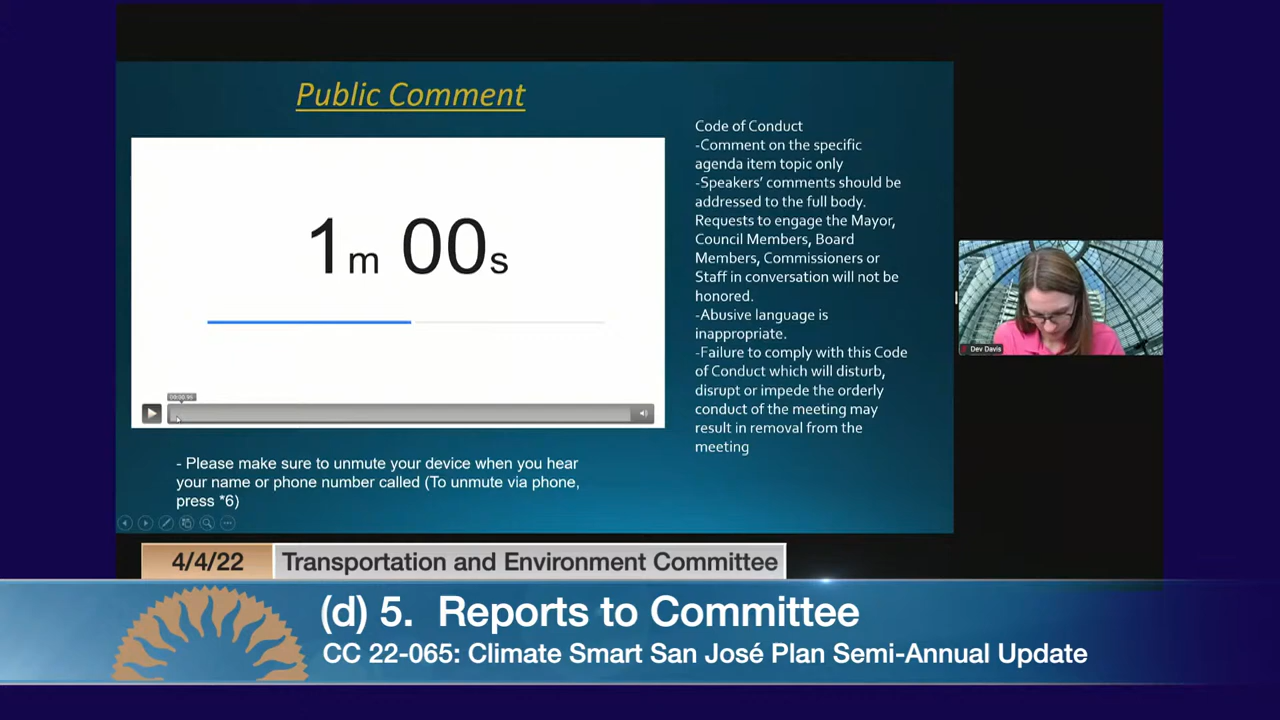 Public Comment
1m 00s
Code of Conduct
-Comment on the specific
agenda item topic only
-Speakers' comments should be
addressed to the full body.
Requests to engage the Mayor,
Council Members, Board
Members, Commissioners or
Staff in conversation will not be
honored.
-Abusive language is
inappropriate.
-Failure to comply with this Code
of Conduct which will disturb,
disrupt or impede the orderly
conduct of the meeting may
result in removal from the
meeting
- Please make sure to unmute your device when you hear
your name or phone number called (To unmute via phone,
press *6)
Dev Davis
4/4/22 Transportation and Environment Committee
(d) 5. Reports to Committee
CC 22-065: Climate Smart San José Plan Semi-Annual Update